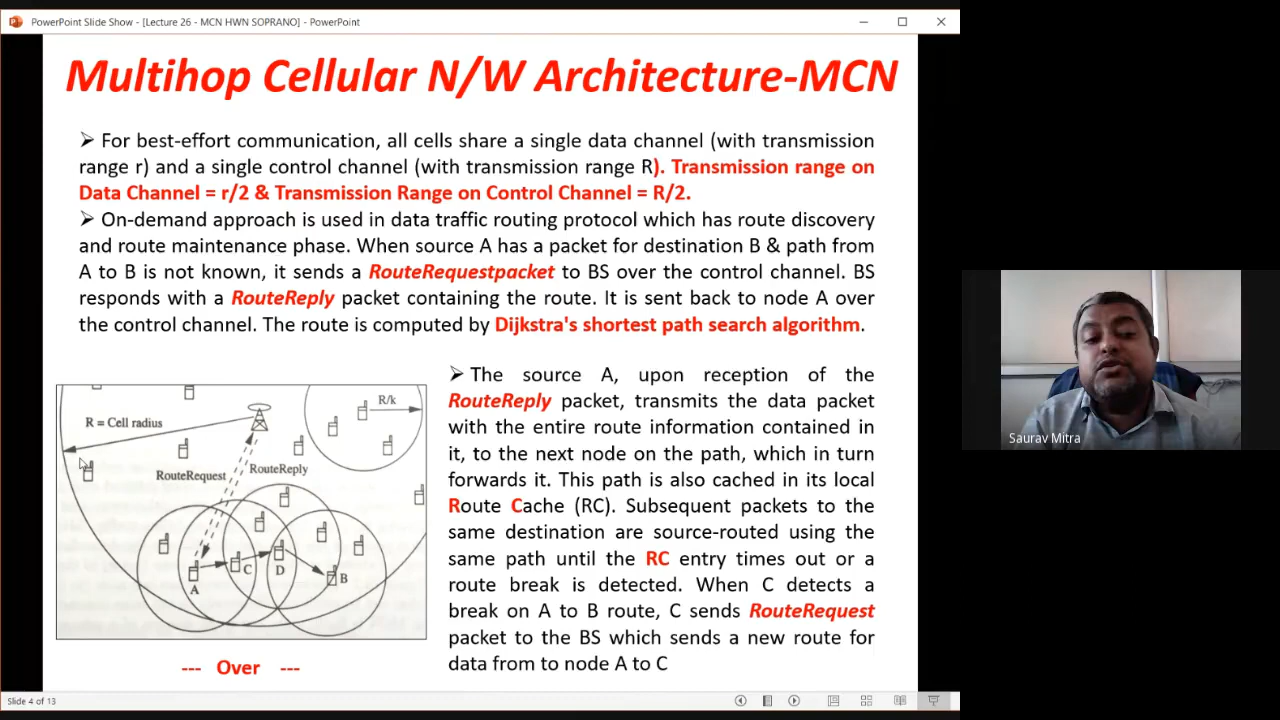 PowerPoint Slide Show - [Lecture 26 - MCN HWN SOPRANO] - PowerPoint
Multihop Cellular N/W Architecture-MCN
➢ For best-effort communication, all cells share a single data channel (with transmission
range r) and a single control channel (with transmission range R). Transmission range on
Data Channel = r/2 & Transmission Range on Control Channel = R/2.
➢ On-demand approach is used in data traffic routing protocol which has route discovery
and route maintenance phase. When source A has a packet for destination B & path from
A to B is not known, it sends a RouteRequestpacket to BS over the control channel. BS
responds with a RouteReply packet containing the route. It is sent back to node A over
the control channel. The route is computed by Dijkstra's shortest path search algorithm.
R = Cell radius
R/k
RouteRequest
RouteReply
A
C
D
B
--- Over ---
➢ The source A, upon reception of the
RouteReply packet, transmits the data packet
with the entire route information contained in
it, to the next node on the path, which in turn
forwards it. This path is also cached in its local
Route Cache (RC). Subsequent packets to the
same destination are source-routed using the
same path until the RC entry times out or a
route break is detected. When C detects a
break on A to B route, C sends RouteRequest
packet to the BS which sends a new route for
data from to node A to C
Saurav Mitra
Slide 4 of 13